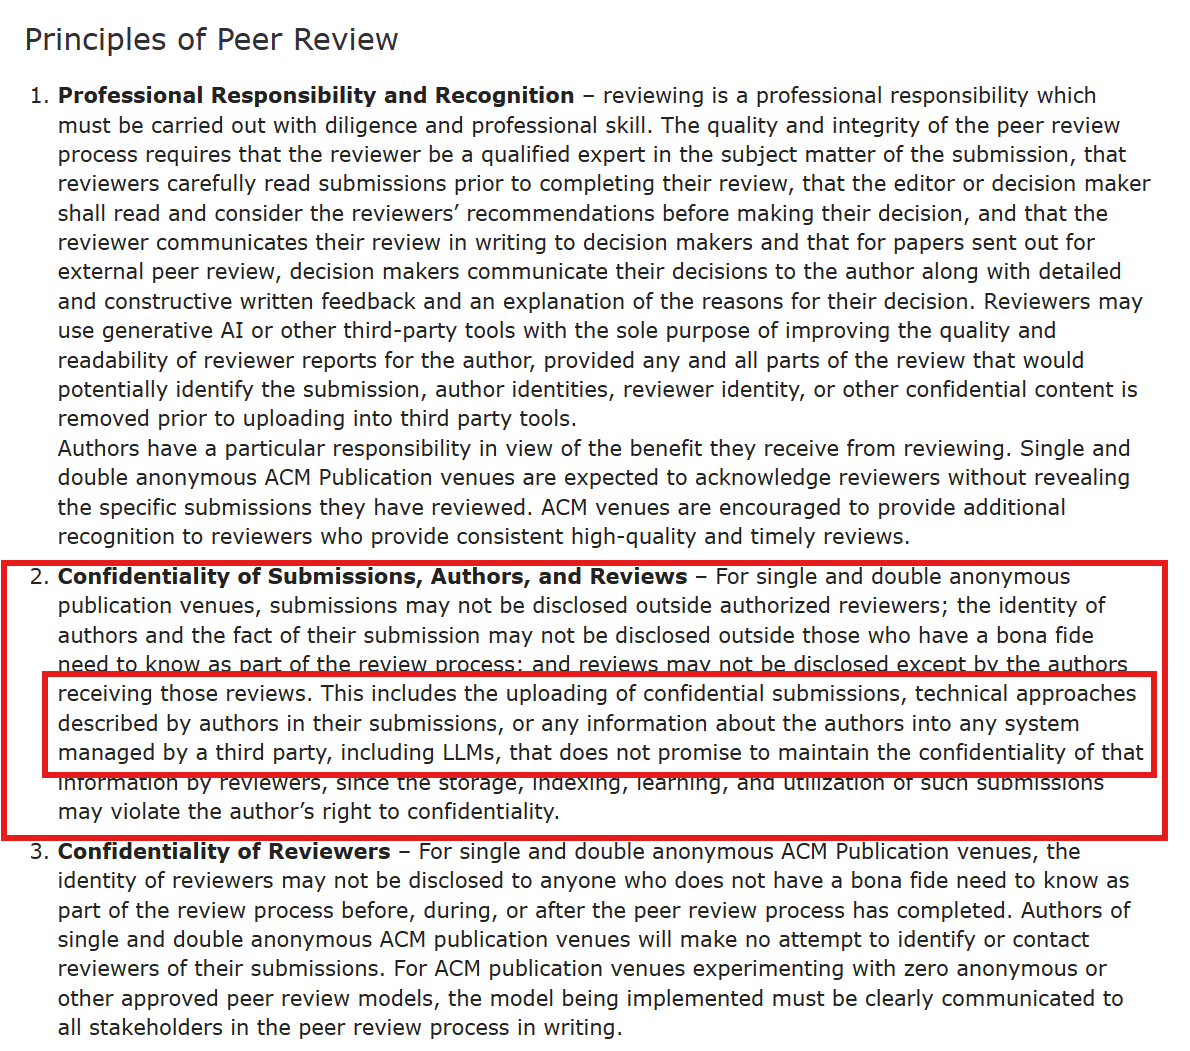 Principles of Peer Review
1. Professional Responsibility and Recognition – reviewing is a professional responsibility which
must be carried out with diligence and professional skill. The quality and integrity of the peer review
process requires that the reviewer be a qualified expert in the subject matter of the submission, that
reviewers carefully read submissions prior to completing their review, that the editor or decision maker
shall read and consider the reviewers’ recommendations before making their decision, and that the
reviewer communicates their review in writing to decision makers and that for papers sent out for
external peer review, decision makers communicate their decisions to the author along with detailed
and constructive written feedback and an explanation of the reasons for their decision. Reviewers may
use generative AI or other third-party tools with the sole purpose of improving the quality and
readability of reviewer reports for the author, provided any and all parts of the review that would
potentially identify the submission, author identities, reviewer identity, or other confidential content is
removed prior to uploading into third party tools.
Authors have a particular responsibility in view of the benefit they receive from reviewing. Single and
double anonymous ACM Publication venues are expected to acknowledge reviewers without revealing
the specific submissions they have reviewed. ACM venues are encouraged to provide additional
recognition to reviewers who provide consistent high-quality and timely reviews.
2. Confidentiality of Submissions, Authors, and Reviews – For single and double anonymous
publication venues, submissions may not be disclosed outside authorized reviewers; the identity of
authors and the fact of their submission may not be disclosed outside those who have a bona fide
need to know as part of the review process; and reviews may not be disclosed except by the authors
receiving those reviews. This includes the uploading of confidential submissions, technical approaches
described by authors in their submissions, or any information about the authors into any system
managed by a third party, including LLMs, that does not promise to maintain the confidentiality of that
information by reviewers, since the storage, indexing, learning, and utilization of such submissions
may violate the author’s right to confidentiality.
3. Confidentiality of Reviewers – For single and double anonymous ACM Publication venues, the
identity of reviewers may not be disclosed to anyone who does not have a bona fide need to know as
part of the review process before, during, or after the peer review process has completed. Authors of
single and double anonymous ACM publication venues will make no attempt to identify or contact
reviewers of their submissions. For ACM publication venues experimenting with zero anonymous or
other approved peer review models, the model being implemented must be clearly communicated to
all stakeholders in the peer review process in writing.